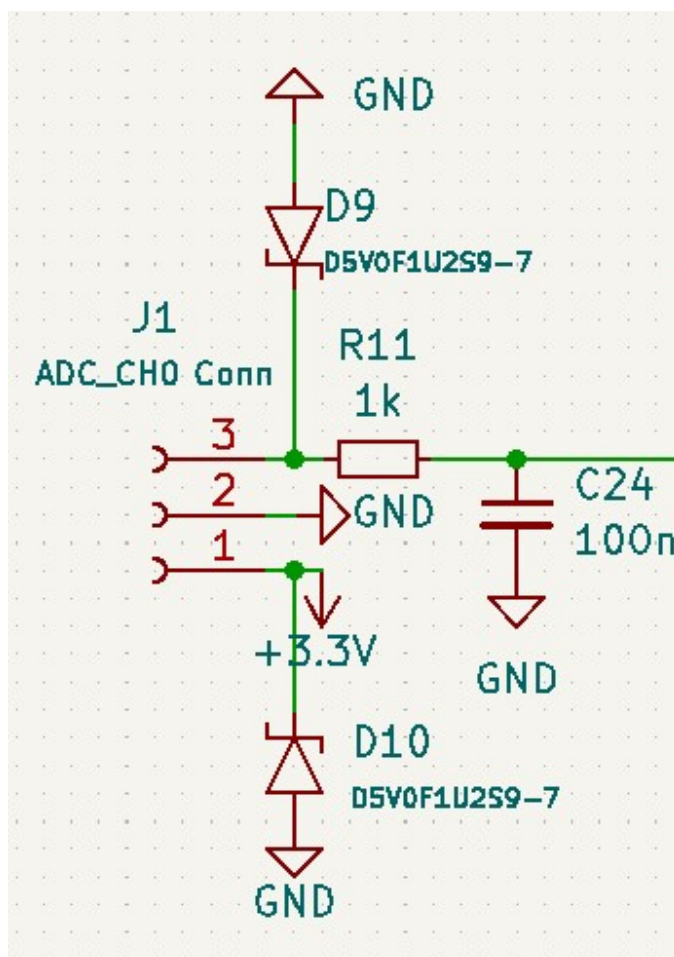 GND
D9
D5V0F1U2S9-7
J1
ADC_CH0 Conn
R11
1k
3
2
GND
1
C24
100n
+3.3V
GND
D10
D5V0F1U2S9-7
GND